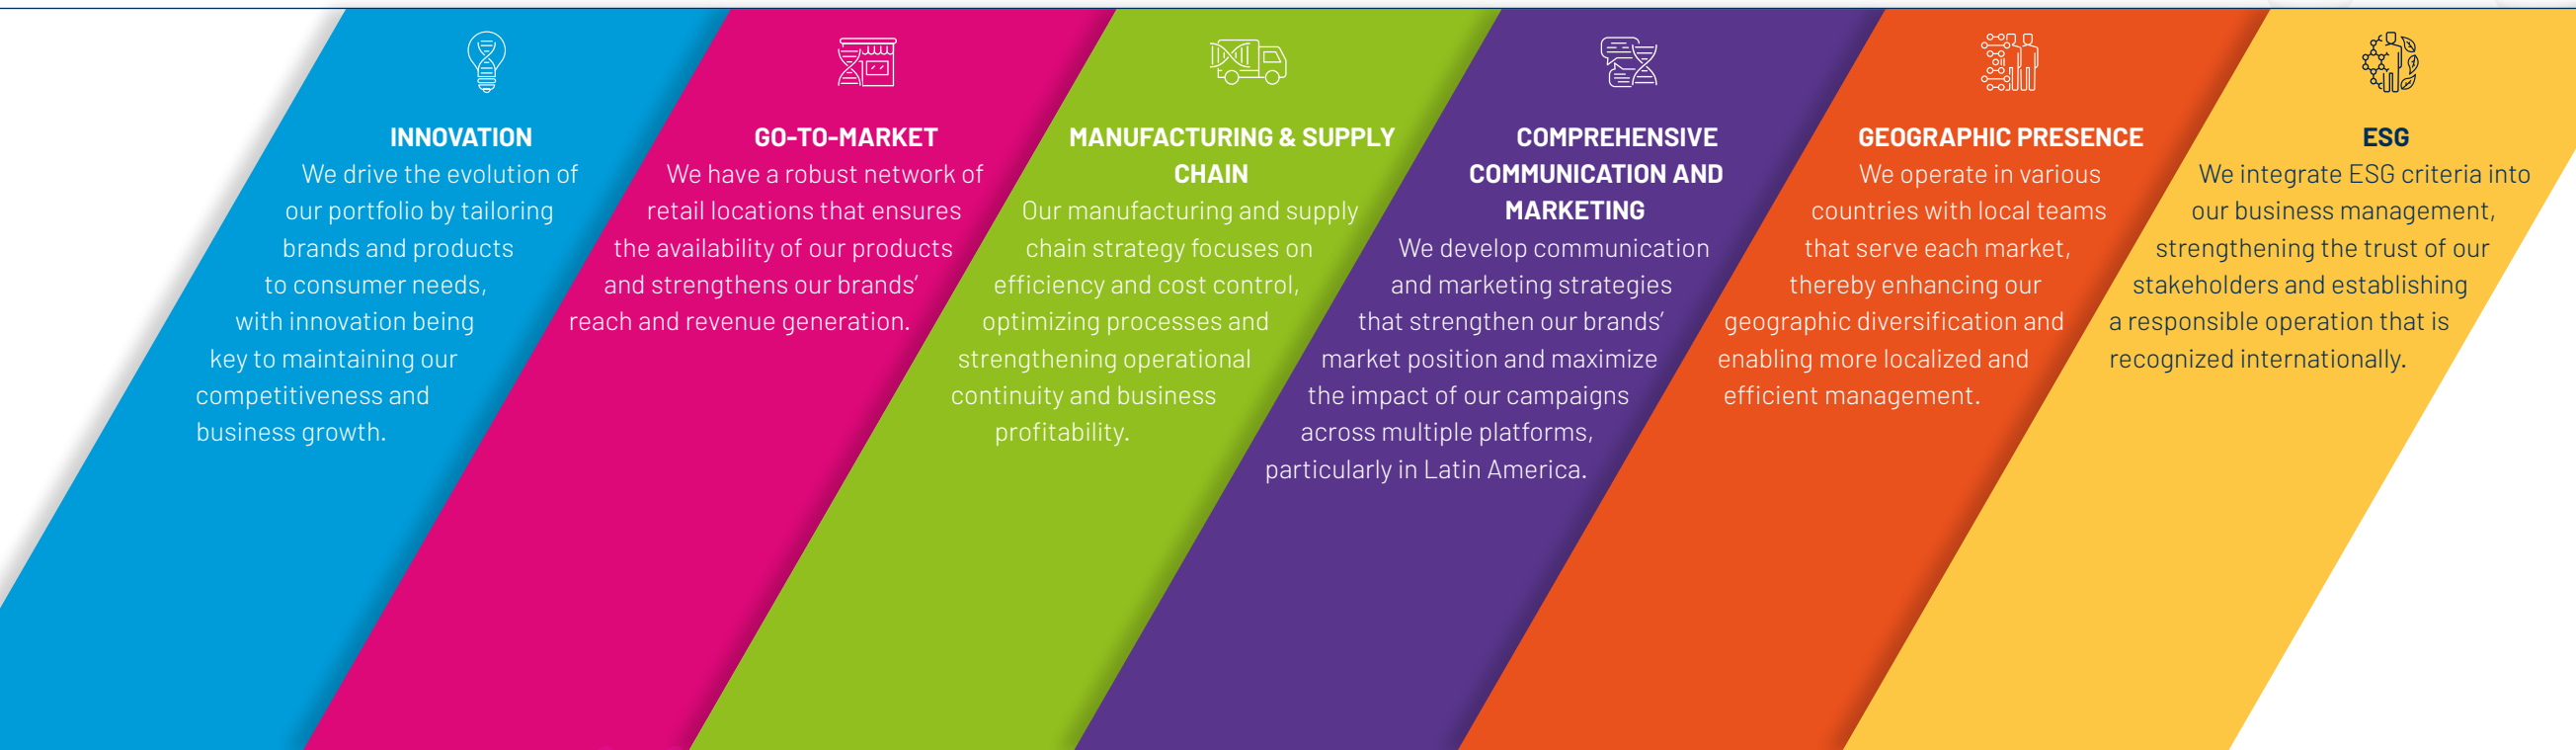 INNOVATION
We drive the evolution of
our portfolio by tailoring
brands and products
to consumer needs,
with innovation being
key to maintaining our
competitiveness and
business growth.
GO-TO-MARKET
We have a robust network of
retail locations that ensures
the availability of our products
and strengthens our brands’
reach and revenue generation.
MANUFACTURING & SUPPLY
CHAIN
Our manufacturing and supply
chain strategy focuses on
efficiency and cost control,
optimizing processes and
strengthening operational
continuity and business
profitability.
COMPREHENSIVE
COMMUNICATION AND
MARKETING
We develop communication
and marketing strategies
that strengthen our brands’
market position and maximize
the impact of our campaigns
across multiple platforms,
particularly in Latin America.
GEOGRAPHIC PRESENCE
We operate in various
countries with local teams
that serve each market,
thereby enhancing our
geographic diversification and
enabling more localized and
efficient management.
ESG
We integrate ESG criteria into
our business management,
strengthening the trust of our
stakeholders and establishing
a responsible operation that is
recognized internationally.